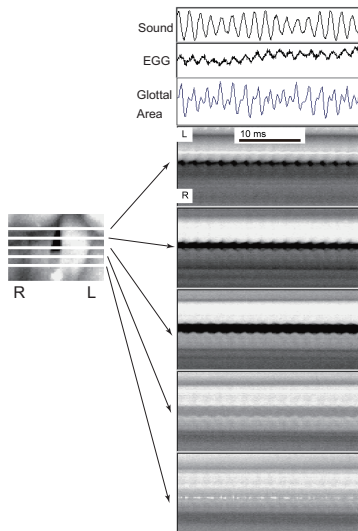 Sound
EGG
Glottal
Area
L
10 ms
R
R L